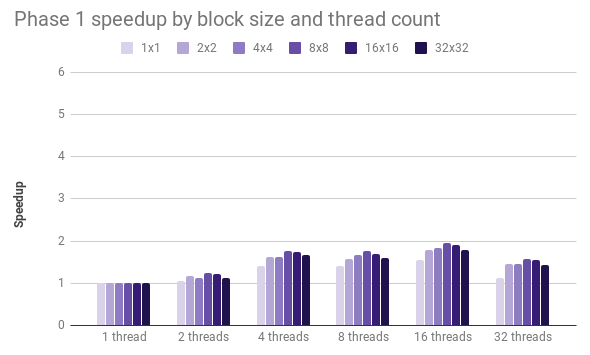 Phase 1 speedup by block size and thread count
1x1 2x2 4x4 8x8 16x16 32x32
6
5
4
3
2
1
0
Speedup
1 thread 2 threads 4 threads 8 threads 16 threads 32 threads